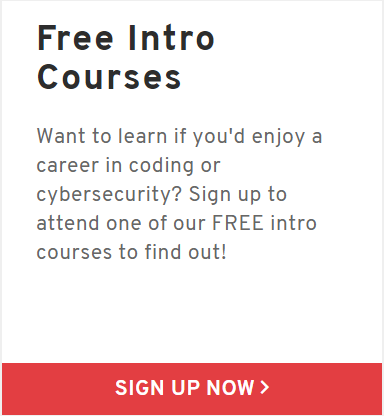 Free Intro
Courses
Want to learn if you'd enjoy a
career in coding or
cybersecurity? Sign up to
attend one of our FREE intro
courses to find out!
SIGN UP NOW >